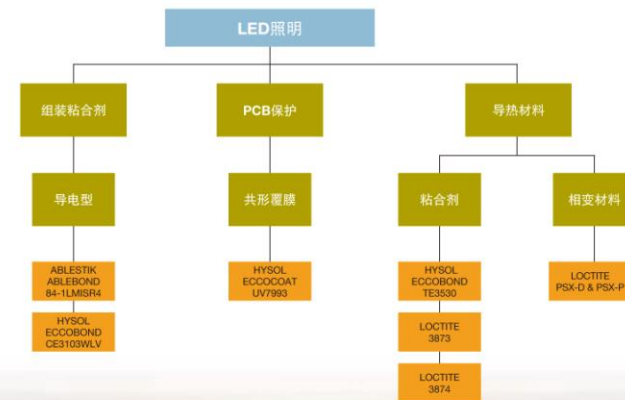 LED照明
组装粘合剂
PCB保护
导热材料
导电型
共形覆膜
粘合剂
相变材料
ABLESTIK
ABLEBOND
84-1LMISR4
HYSOL
ECCOCOAT
UV7993
HYSOL
ECCOBOND
TE3530
LOCTITE
PSX-D & PSX-P
HYSOL
ECCOBOND
CE3103WLV
LOCTITE
3873
LOCTITE
3874